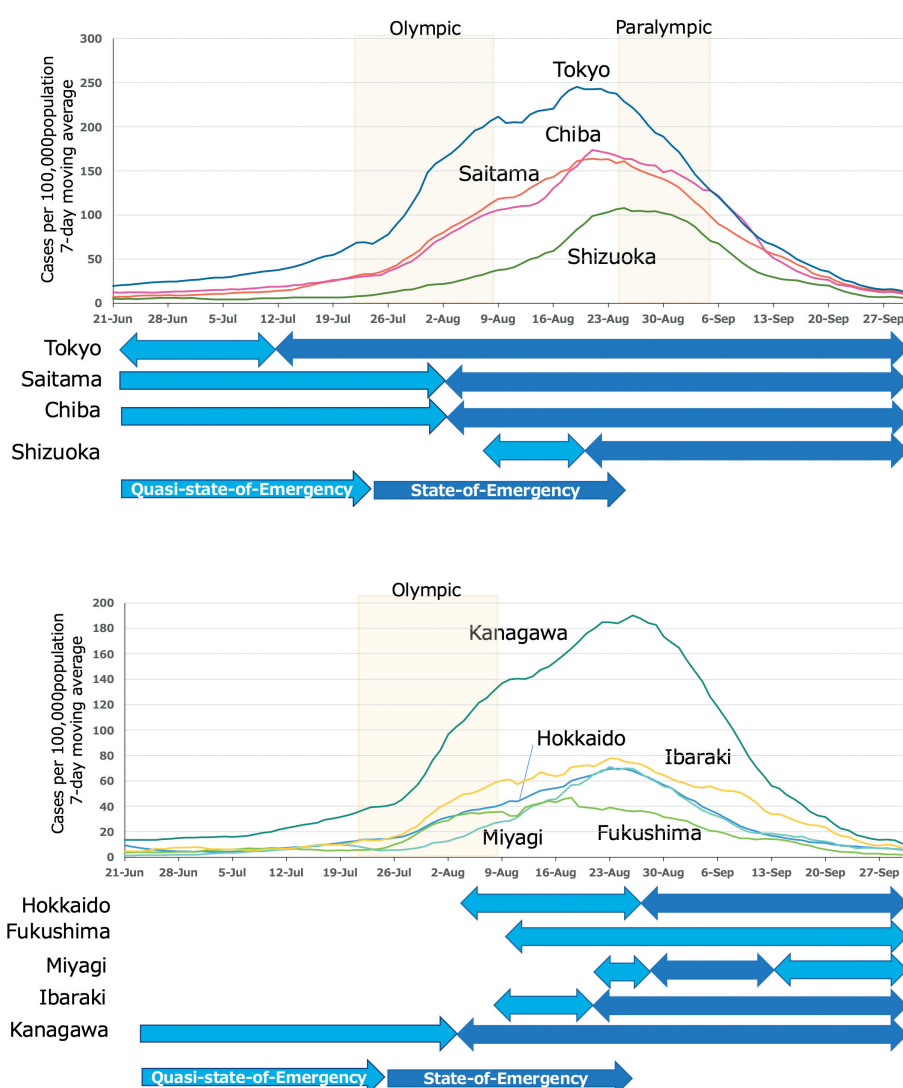 Olympic
Paralympic
Cases per 100,000population
7-day moving average
300
250
200
150
100
50
0
Tokyo
Chiba
Saitama
Shizuoka
21-Jun 28-Jun 5-Jul 12-Jul 19-Jul 26-Jul 2-Aug 9-Aug 16-Aug 23-Aug 30-Aug 6-Sep 13-Sep 20-Sep 27-Sep
Tokyo
Saitama
Chiba
Shizuoka
Quasi-state-of-Emergency State-of-Emergency
Olympic
Cases per 100,000population
7-day moving average
200
180
160
140
120
100
80
60
40
20
0
Kanagawa
Hokkaido
Ibaraki
Miyagi
Fukushima
21-Jun 28-Jun 5-Jul 12-Jul 19-Jul 26-Jul 2-Aug 9-Aug 16-Aug 23-Aug 30-Aug 6-Sep 13-Sep 20-Sep 27-Sep
Hokkaido
Fukushima
Miyagi
Ibaraki
Kanagawa
Quasi-state-of-Emergency State-of-Emergency